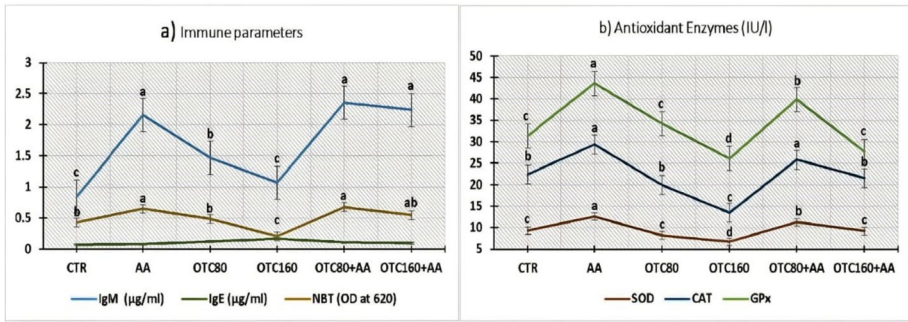 a) Immune parameters
3
2.5
2
1.5
1
0.5
0
c a b c a a
b a b c a ab
CTR AA OTC80 OTC160 OTC80+AA OTC160+AA
IgM (µg/ml) IgE (µg/ml) NBT (OD at 620)
b) Antioxidant Enzymes (IU/l)
50
45
40
35
30
25
20
15
10
5
c a c d b c
b a b c a b
c a c d b c
CTR AA OTC80 OTC160 OTC80+AA OTC160+AA
SOD CAT GPx